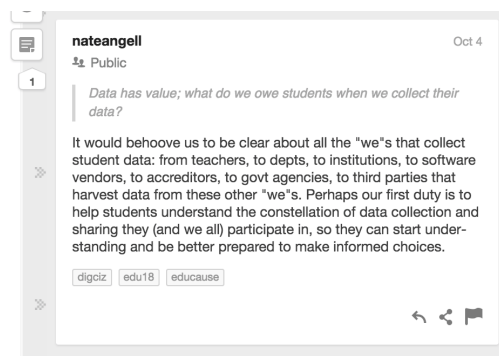 nateangell
Oct 4
Public
1
Data has value; what do we owe students when we collect their
data?
It would behoove us to be clear about all the "we"s that collect
student data: from teachers, to depts, to institutions, to software
vendors, to accreditors, to govt agencies, to third parties that
harvest data from these other "we"s. Perhaps our first duty is to
help students understand the constellation of data collection and
sharing they (and we all) participate in, so they can start under-
standing and be better prepared to make informed choices.
digciz edu18 educause